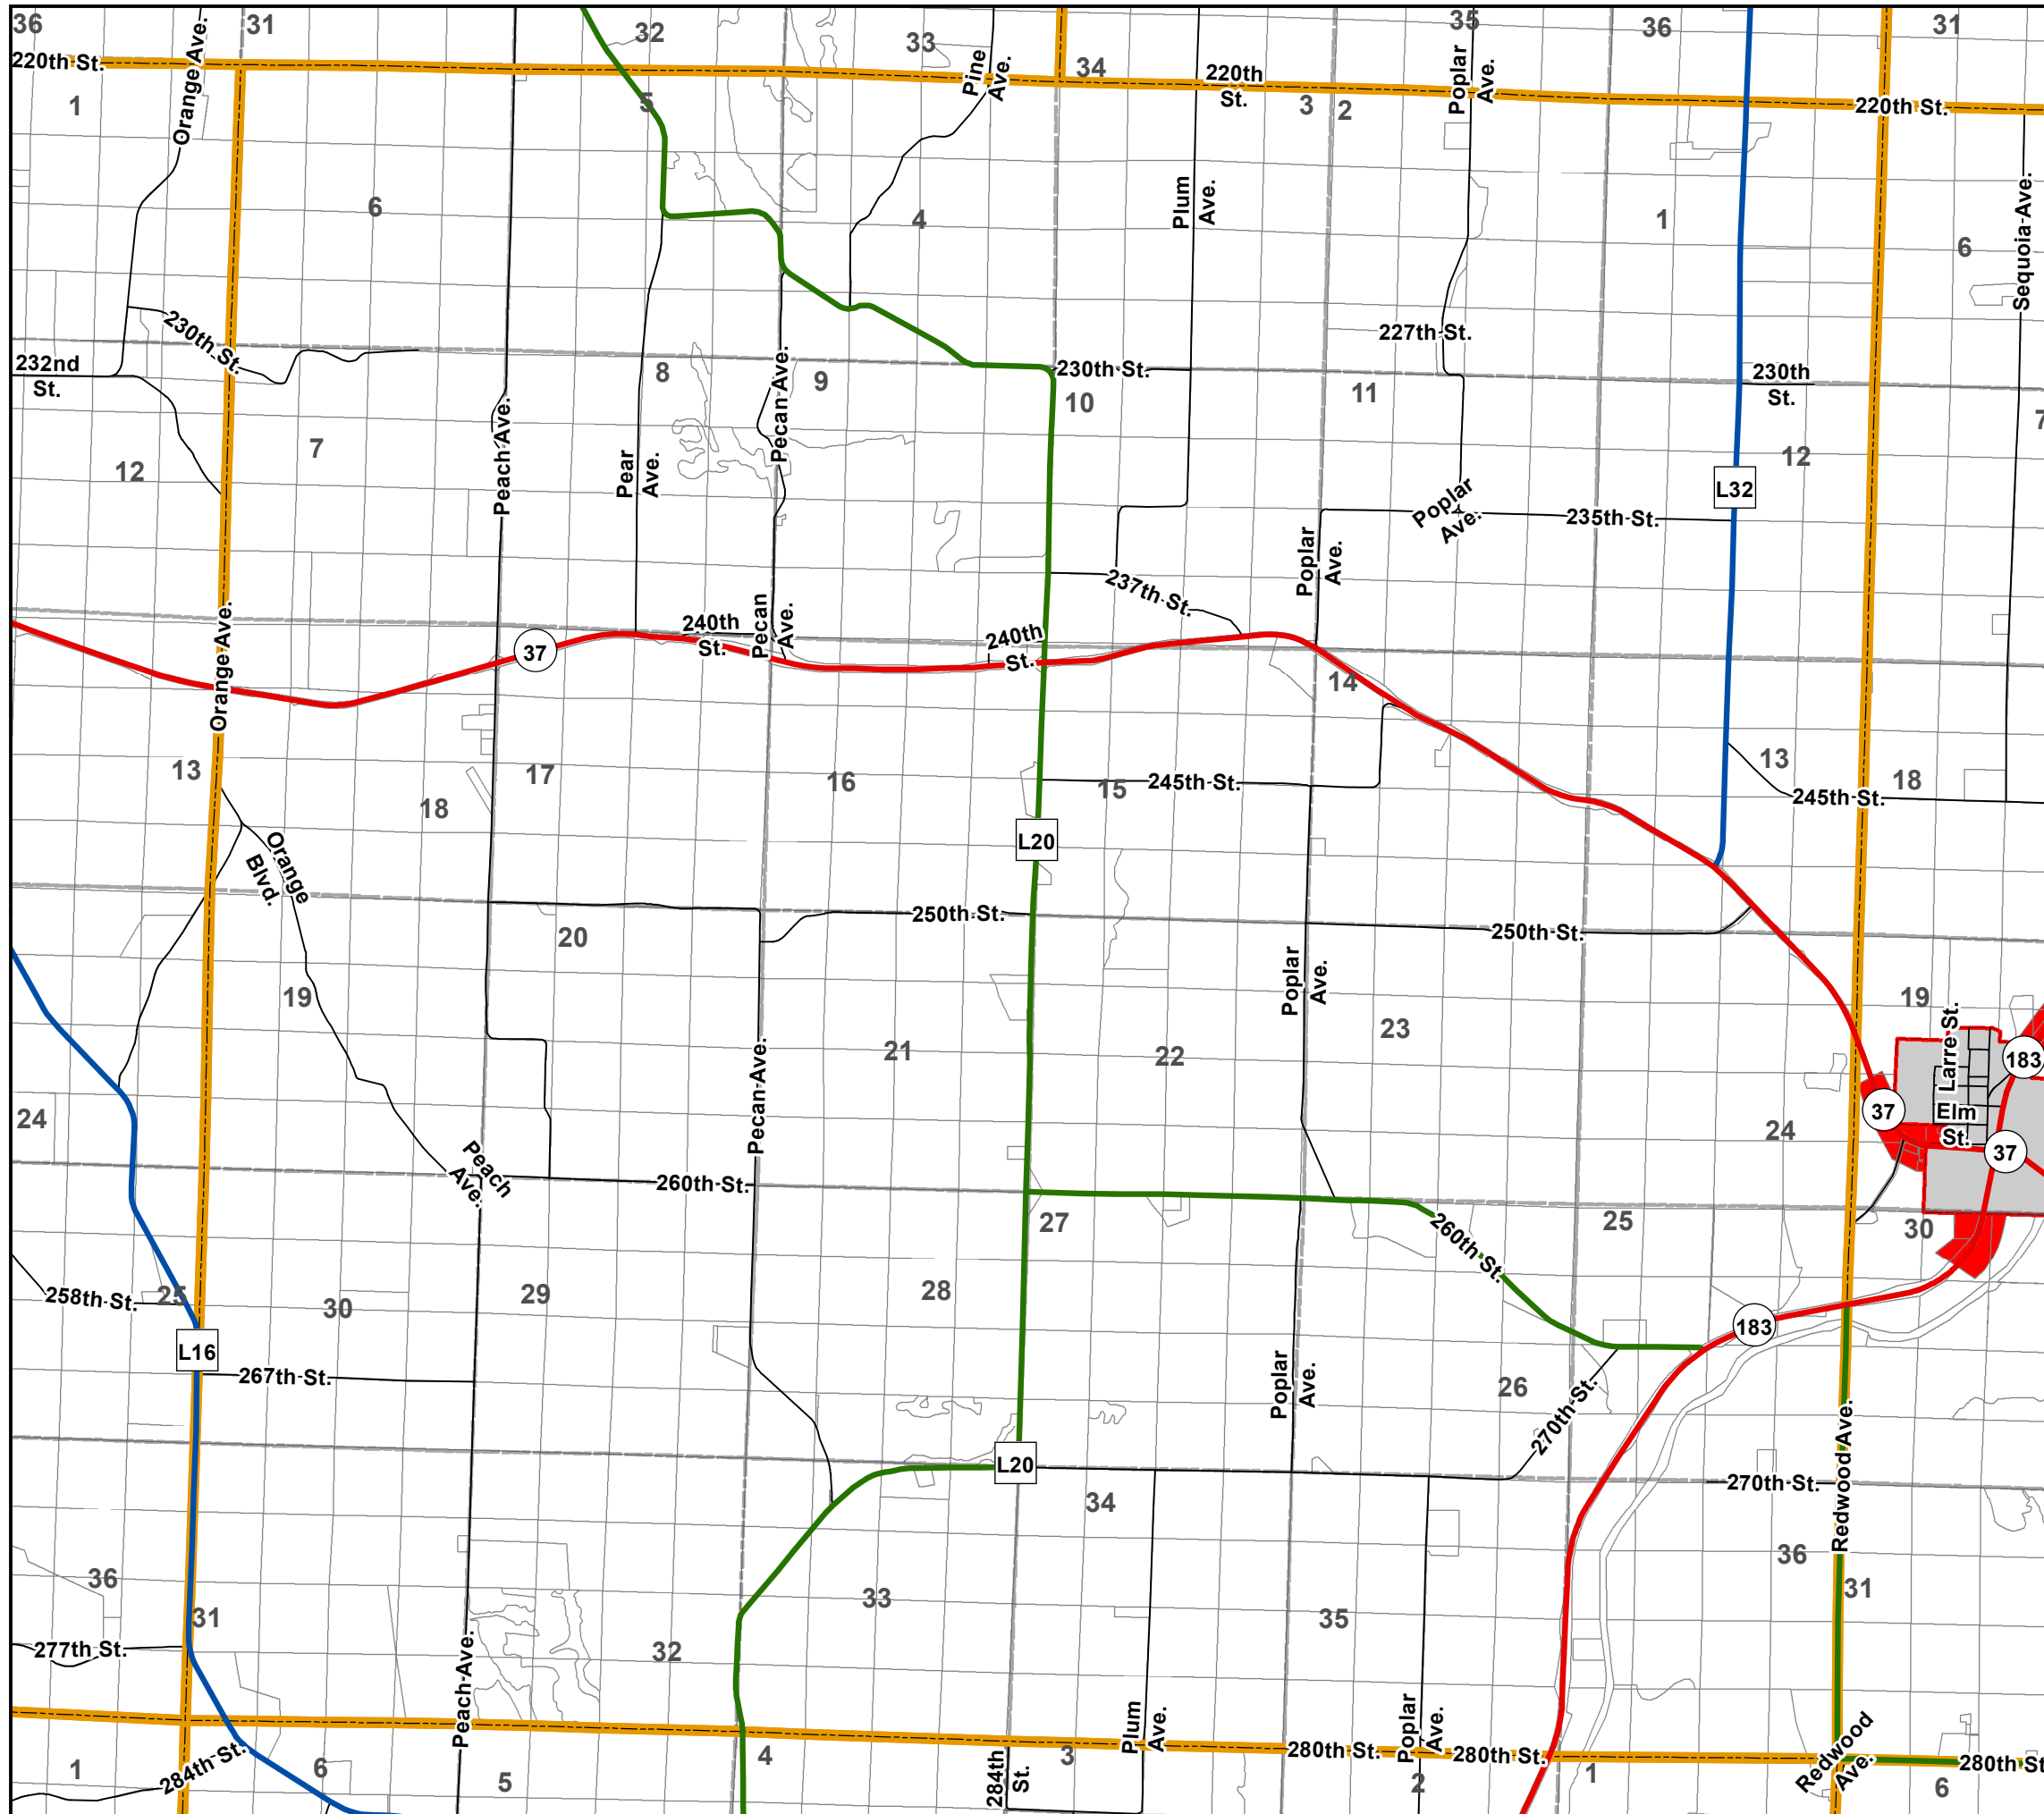 36
31
32
33
35
36
31
Orange Ave.
Pine
Ave.
34
Poplar
Ave.
220th St.
220th
St.
220th St.
1
5
3
2
6
4
Plum
Ave.
1
6
Sequoia Ave.
230th St.
227th St.
232nd
St.
8
9
Pecan Ave.
230th St.
10
11
230th
St.
7
7
12
Peach Ave.
Pear
Ave.
12
L32
Poplar
Ave.
235th St.
Poplar
Ave.
237th St.
Orange Ave.
37
240th
St.
Pecan
Ave.
240th
St.
14
13
17
18
16
15
245th St.
13
18
245th St.
L20
Orange
Blvd.
20
250th St.
250th St.
19
Poplar
Ave.
19
23
21
22
Pecan Ave.
Larre St.
183
37
Elm
St.
37
24
24
Peach
Ave.
260th St.
27
260th St.
25
30
258th St.
25
30
29
28
183
L16
267th St.
Poplar
Ave.
26
270th St.
Redwood Ave.
L20
270th St.
34
36
36
31
31
33
35
277th St.
32
Peach Ave.
Plum
Ave.
Poplar
Ave.
280th St.
280th St.
Redwood
Ave.
280th St
1
284th St.
6
5
4
284th
St.
3
2
1
6